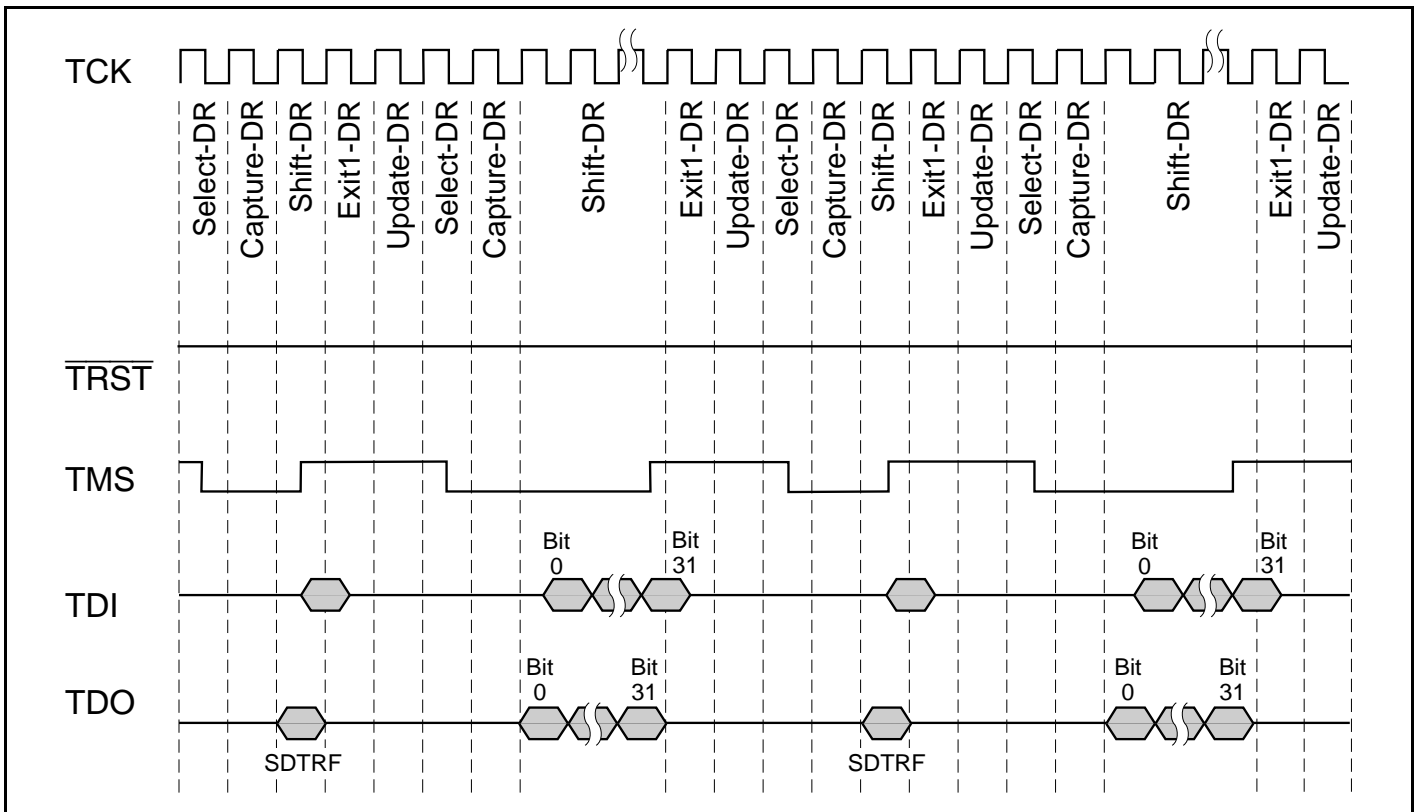 TCK
Select-DR
Capture-DR
Shift-DR
Exit1-DR
Update-DR
Select-DR
Capture-DR
Shift-DR
Exit1-DR
Update-DR
Select-DR
Capture-DR
Shift-DR
Exit1-DR
Update-DR
Select-DR
Capture-DR
Shift-DR
Exit1-DR
Update-DR
TRST
TMS
TDI
Bit
0
Bit
31
Bit
0
Bit
31
TDO
SDTRF
Bit
0
Bit
31
SDTRF
Bit
0
Bit
31